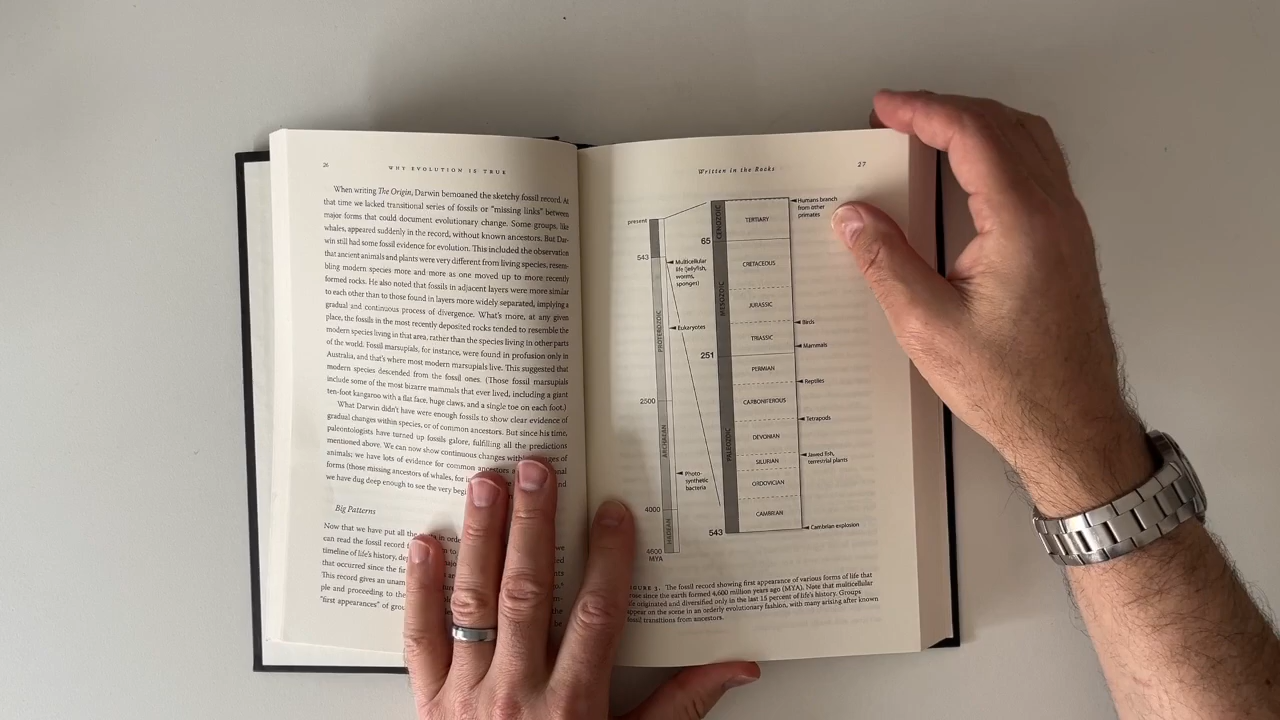 26
WHY EVOLUTION IS TRUE
When writing The Origin, Darwin bemoaned the sketchy fossil record. At
that time we lacked transitional series of fossils or "missing links" between
major forms that could document evolutionary change. Some groups, like
whales, appeared suddenly in the record, without known ancestors. But Dar-
win still had some fossil evidence for evolution. This included the observation
that ancient animals and plants were very different from living species, resem-
bling modern species more and more as one moved up to more recently
formed rocks. He also noted that fossils in adjacent layers were more similar
to each other than to those found in layers more widely separated, implying a
gradual and continuous process of divergence. What's more, at any given
place, the fossils in the most recently deposited rocks tended to resemble the
modern species living in that area, rather than the species living in other parts
of the world. Fossil marsupials, for instance, were found in profusion only in
Australia, and that's where most modern marsupials live. This suggested that
modern species descended from the fossil ones. (Those fossil marsupials
include some of the most bizarre mammals that ever lived, including a giant
ten-foot kangaroo with a flat face, huge claws, and a single toe on each foot.)
What Darwin didn't have were enough fossils to show clear evidence of
gradual changes within species, or of common ancestors. But since his time,
paleontologists have turned up fossils galore, fulfilling all the predictions
mentioned above. We can now show continuous changes within of
animals; we have lots of evidence for common ancestors
forms (those missing ancestors of whales, for and
we have dug deep enough to see the very
Big Patterns
Now that we have put all the in
can read the fossil record
timeline of life's history,
that occurred since the
This record gives an
ple and proceeding to the
"first appearances" of the
Written in the Rocks
27
present
543
2500
4000
4600
MYA
PROTEROZOIC
ARCHAEAN
HADEAN
Multicellular
life (jellyfish,
worms,
sponges)
Eukaryotes
Photo-
synthetic
bacteria
65
251
543
CENOZOIC
MESOZOIC
PALEOZOIC
TERTIARY
CRETACEOUS
JURASSIC
TRIASSIC
PERMIAN
CARBONIFEROUS
DEVONIAN
SILURIAN
ORDOVICIAN
CAMBRIAN
Humans branch
from other
primates
Birds
Mammals
Reptiles
Tetrapods
Jawed fish,
terrestrial plants
Cambrian explosion
3. The fossil record showing first appearance of various forms of life that
since the earth formed 4,600 million years ago (MYA). Note that multicellular
originated and diversified only in the last 15 percent of life's history. Groups
appear on the scene in an orderly evolutionary fashion, with many arising after known
transitions from ancestors.